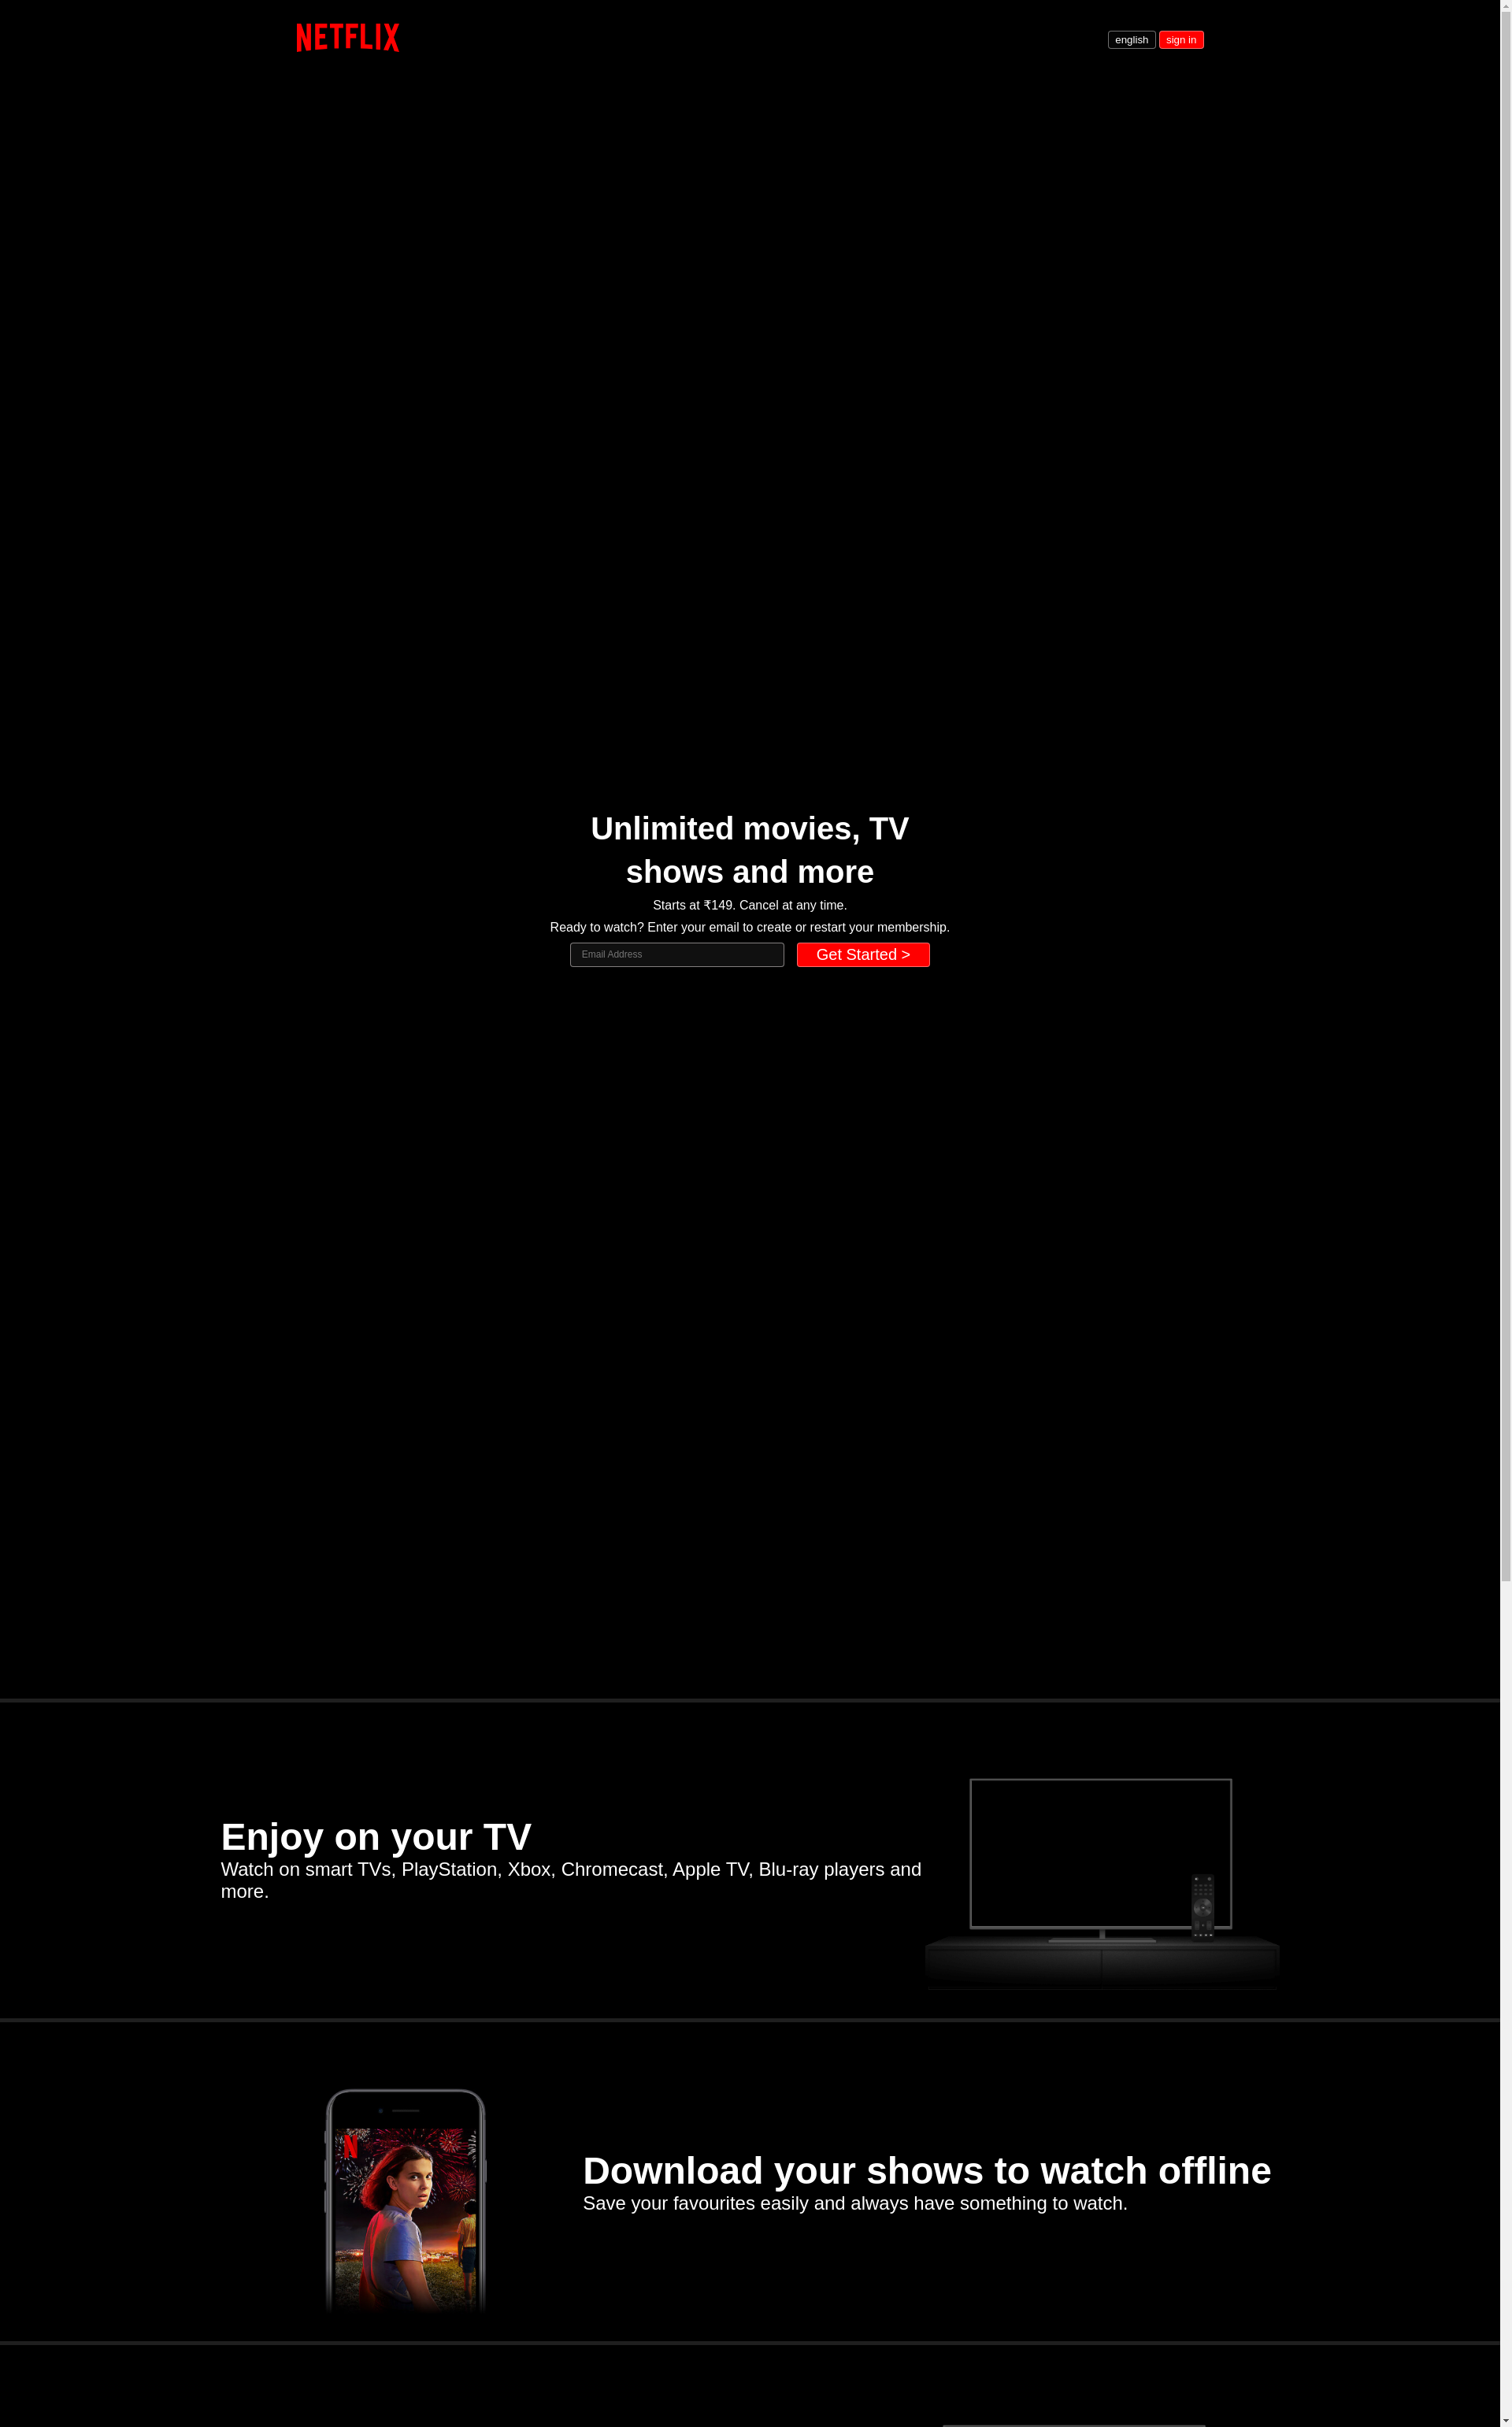 NETFLIX
english
sign in
Unlimited movies, TV
shows and more
Starts at ₹149. Cancel at any time.
Ready to watch? Enter your email to create or restart your membership.
Email Address
Get Started >
Enjoy on your TV
Watch on smart TVs, PlayStation, Xbox, Chromecast, Apple TV, Blu-ray players and
more.
N
Download your shows to watch offline
Save your favourites easily and always have something to watch.